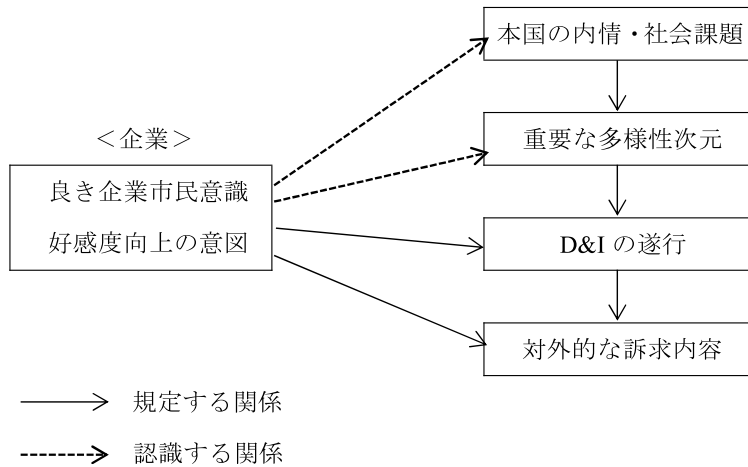 本国の内情・社会課題
重要な多様性次元
<企業>
良き企業市民意識
好感度向上の意図
D&Iの遂行
対外的な訴求内容
規定する関係
認識する関係